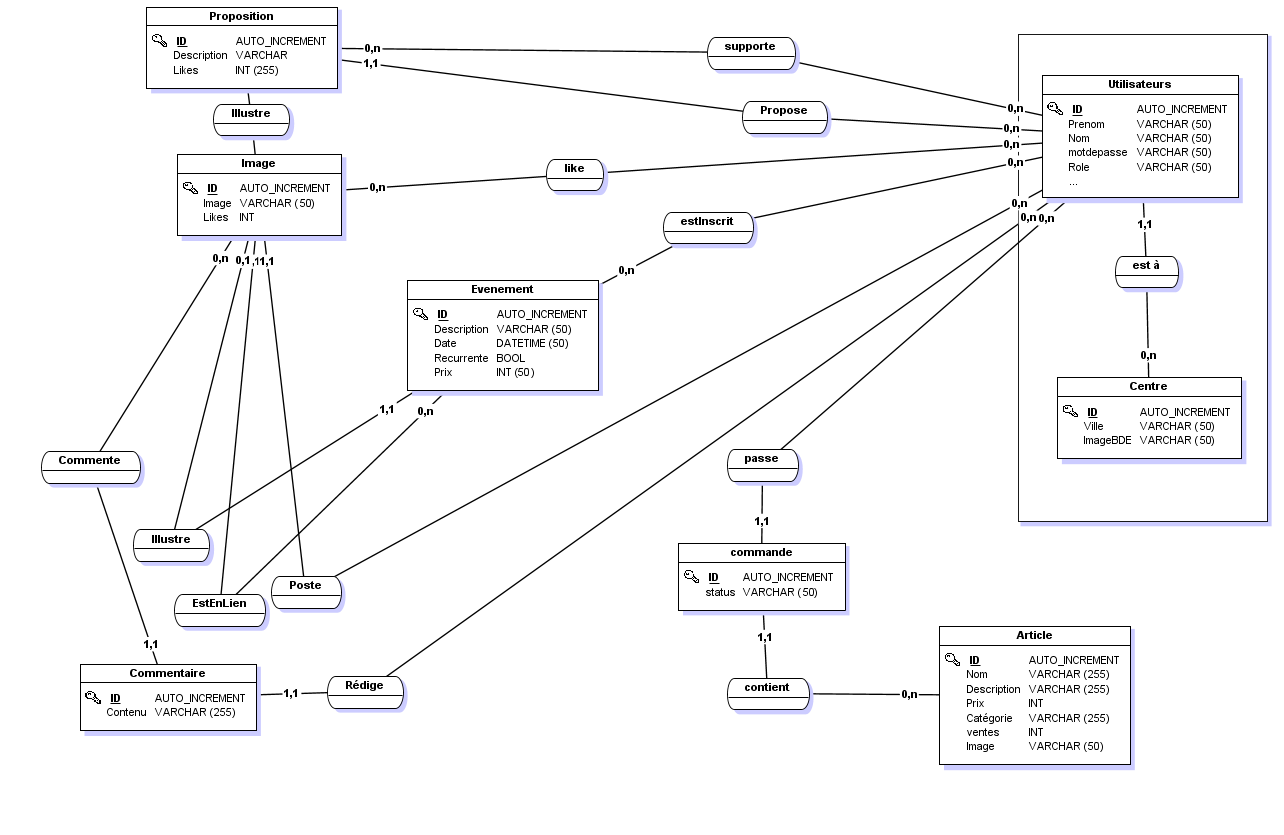 Proposition
ID AUTO_INCREMENT
Description VARCHAR
Likes INT (255)
0,n
1,1
supporte
Propose
Illustre
Image
ID AUTO_INCREMENT
Image VARCHAR (50)
Likes INT
0,n
like
estInscrit
0,n
0,n
0,n
0,n
0,n
0,n
0,n
0,n
Utilisateurs
ID AUTO_INCREMENT
Prenom VARCHAR (50)
Nom VARCHAR (50)
motdepasse VARCHAR (50)
Role VARCHAR (50)
...
1,1
est à
0,n
Centre
ID AUTO_INCREMENT
Ville VARCHAR (50)
ImageBDE VARCHAR (50)
0,n
0,1
,1
1,1
Evenement
ID AUTO_INCREMENT
Description VARCHAR (50)
Date DATETIME (50)
Recurrente BOOL
Prix INT (50)
1,1
0,n
Commente
Illustre
EstEnLien
Poste
passe
1,1
commande
ID AUTO_INCREMENT
status VARCHAR (50)
1,1
contient
0,n
Article
ID AUTO_INCREMENT
Nom VARCHAR (255)
Description VARCHAR (255)
Prix INT
Catégorie VARCHAR (255)
ventes INT
Image VARCHAR (50)
1,1
Commentaire
ID AUTO_INCREMENT
Contenu VARCHAR (255)
1,1
Rédige